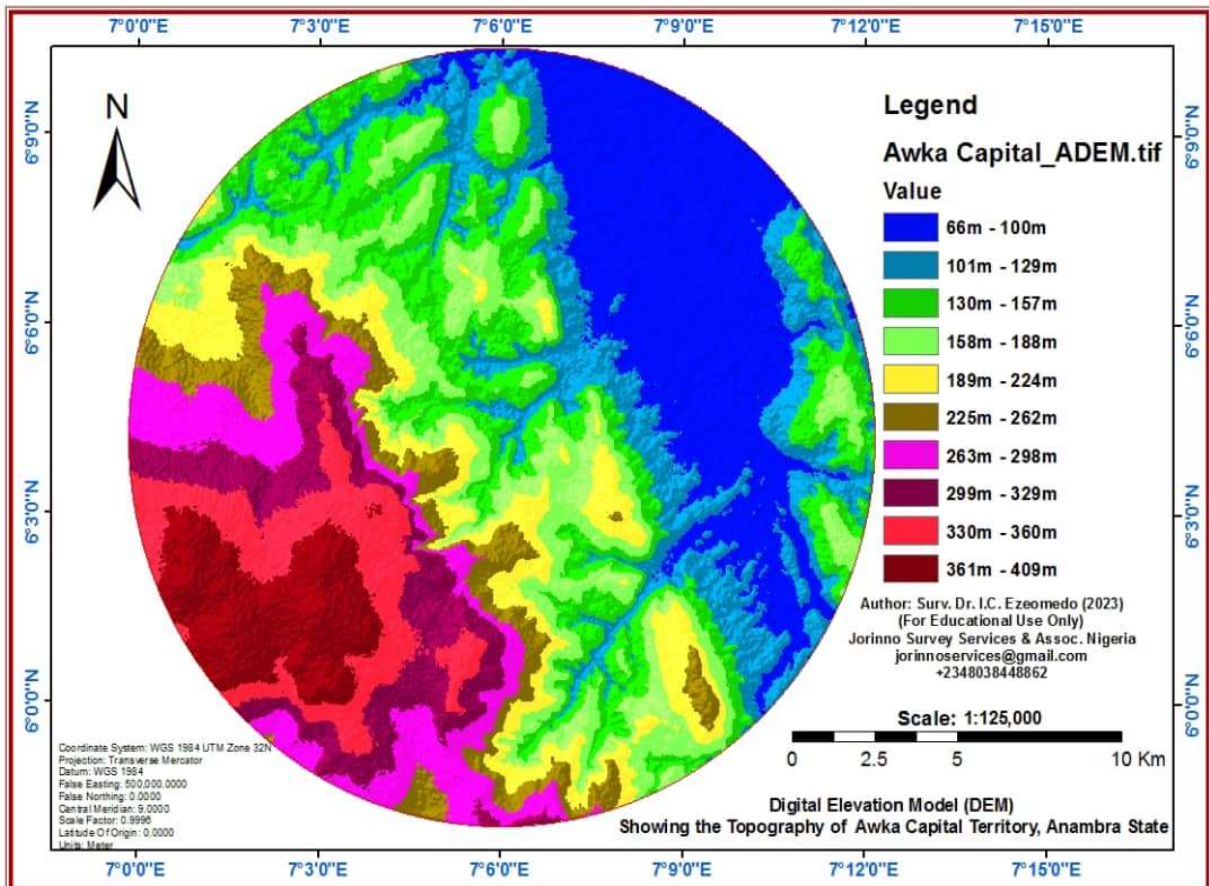 7°0'0"E 7°3'0"E 7°6'0"E 7°9'0"E 7°12'0"E 7°15'0"E
N
6°9'0"N
6°6'0"N
6°3'0"N
6°0'0"N
Legend
Awka Capital_ADEM.tif
Value
66m - 100m
101m - 129m
130m - 157m
158m - 188m
189m - 224m
225m - 262m
263m - 298m
299m - 329m
330m - 360m
361m - 409m
Author: Surv. Dr. I.C. Ezeomedo (2023)
(For Educational Use Only)
Jorinno Survey Services & Assoc. Nigeria
jorinnoservices@gmail.com
+2348038448862
Scale: 1:125,000
0 2.5 5 10 Km
Digital Elevation Model (DEM)
Showing the Topography of Awka Capital Territory, Anambra State
Coordinate System: WGS 1984 UTM Zone 32N
Projection: Transverse Mercator
Datum: WGS 1984
False Easting: 500,000.0000
False Northing: 0.0000
Central Meridian: 9.0000
Scale Factor: 0.9996
Latitude Of Origin: 0.0000
Units: Meter
6°9'0"N
6°6'0"N
6°3'0"N
6°0'0"N
7°0'0"E 7°3'0"E 7°6'0"E 7°9'0"E 7°12'0"E 7°15'0"E